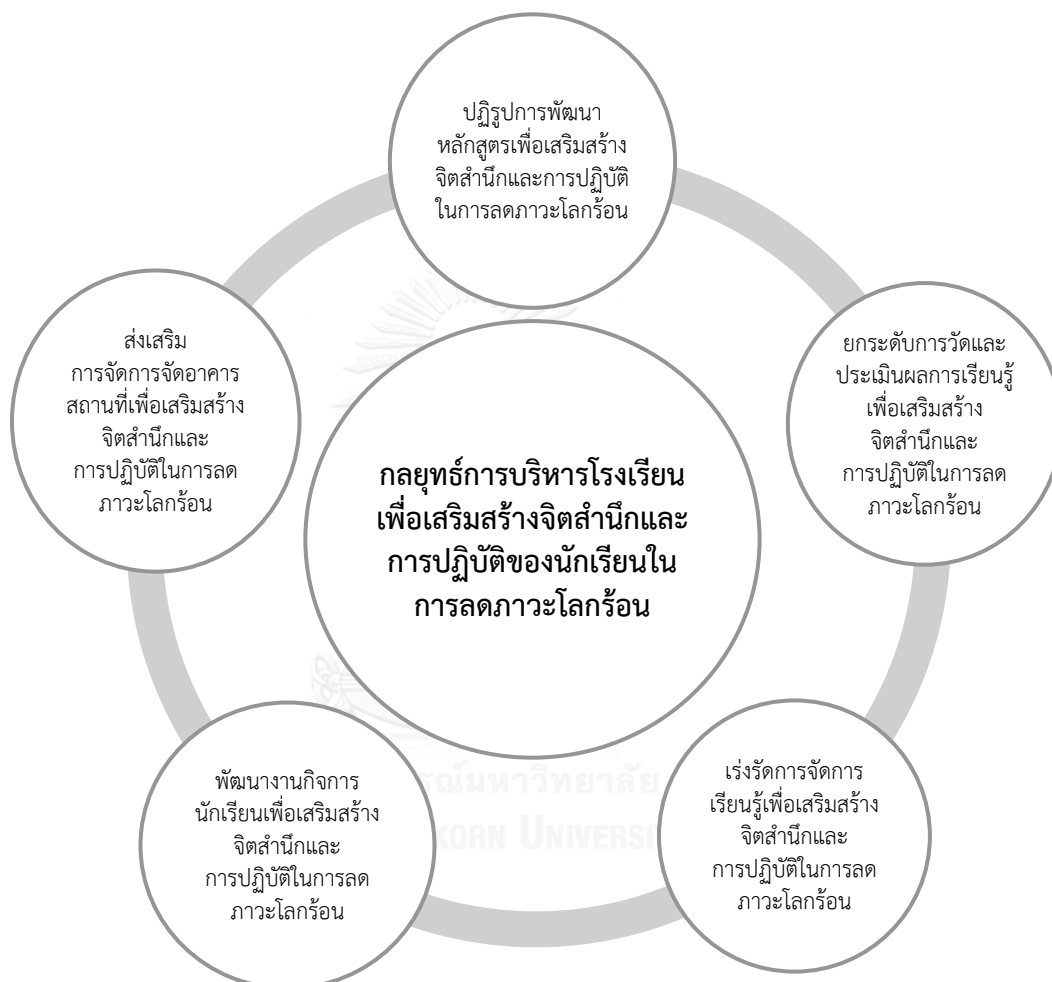 ปฏิรูปการพัฒนา
หลักสูตรเพื่อเสริมสร้าง
จิตสำนึกและการปฏิบัติ
ในการลดภาวะโลกร้อน
ยกระดับการวัดและ
ประเมินผลการเรียนรู้
เพื่อเสริมสร้าง
จิตสำนึกและ
การปฏิบัติในการลด
ภาวะโลกร้อน
เร่งรัดการจัดการ
เรียนรู้เพื่อเสริมสร้าง
จิตสำนึกและ
การปฏิบัติในการลด
ภาวะโลกร้อน
พัฒนางานกิจการ
นักเรียนเพื่อเสริมสร้าง
จิตสำนึกและ
การปฏิบัติในการลด
ภาวะโลกร้อน
ส่งเสริม
การจัดการจัดอาคาร
สถานที่เพื่อเสริมสร้าง
จิตสำนึกและ
การปฏิบัติในการลด
ภาวะโลกร้อน
กลยุทธ์การบริหารโรงเรียน
เพื่อเสริมสร้างจิตสำนึกและ
การปฏิบัติของนักเรียนใน
การลดภาวะโลกร้อน
รณ์มหาวิทยาลัย
KORN UNIVERSI